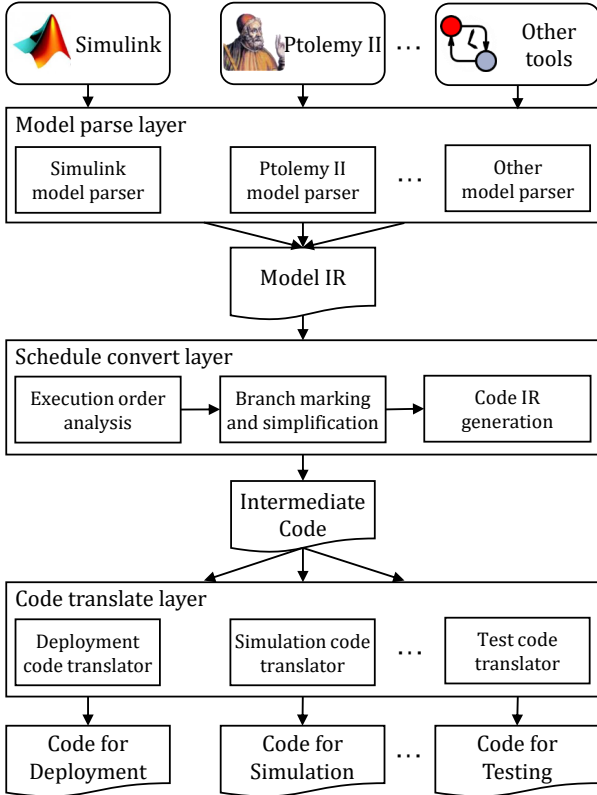 Simulink
Ptolemy II
...
Other
tools
Model parse layer
Simulink
model parser
Ptolemy II
model parser
...
Other
model parser
Model IR
Schedule convert layer
Execution order
analysis
Branch marking
and simplification
Code IR
generation
Intermediate
Code
Code translate layer
Deployment
code translator
Simulation code
translator
...
Test code
translator
Code for
Deployment
Code for
Simulation
...
Code for
Testing